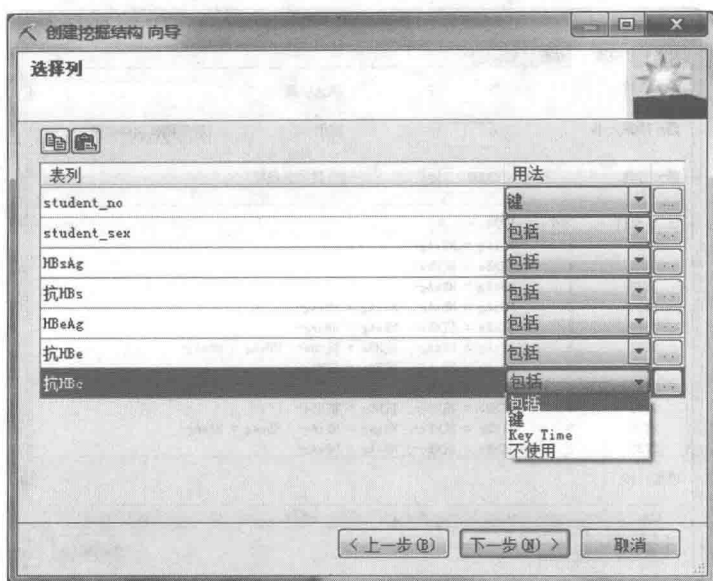 创建挖掘结构 向导
选择列
表列 用法
student_no 键
student_sex 包括
HBsAg 包括
抗HBs 包括
HBeAg 包括
抗HBe 包括
抗HBc 包括
包括
键
Key Time
不使用
< 上一步(B) 下一步(N) > 取消